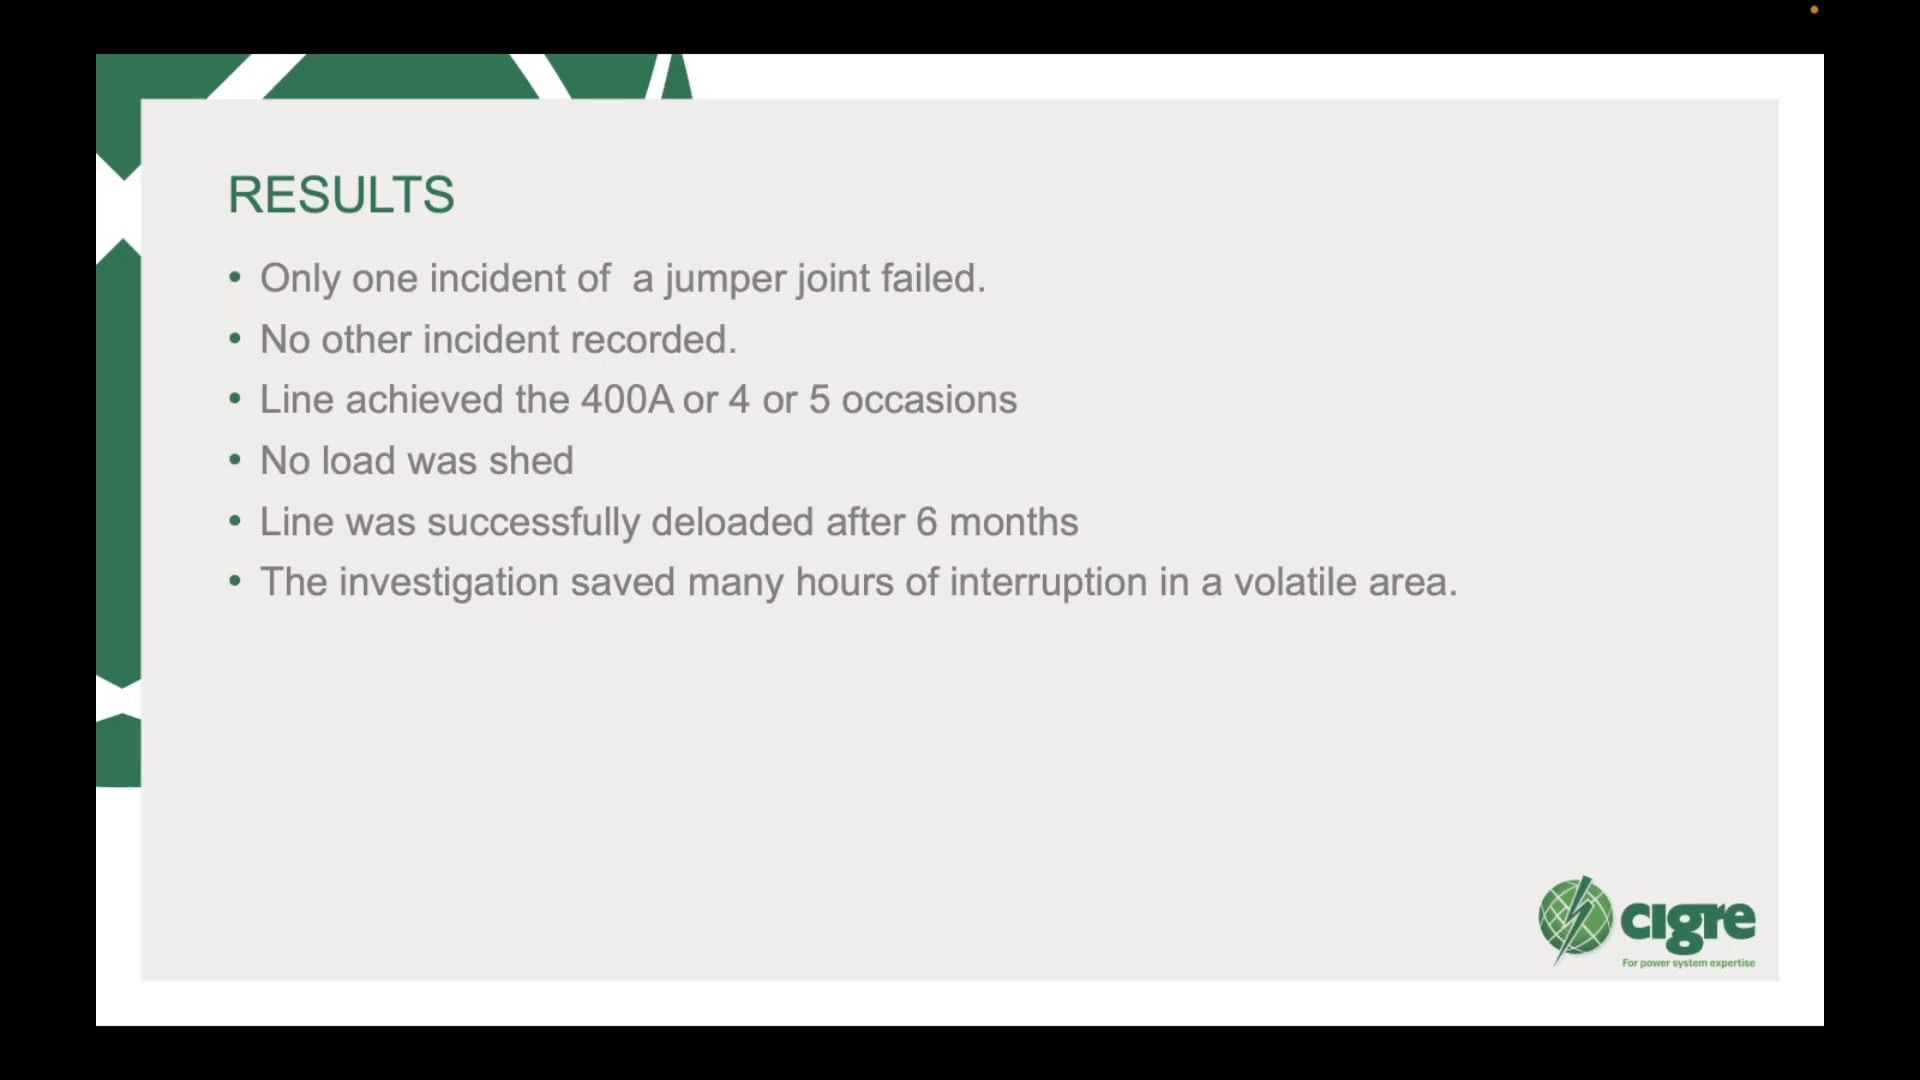 RESULTS
• Only one incident of  a jumper joint failed.
• No other incident recorded.
• Line achieved the 400A or 4 or 5 occasions
• No load was shed
• Line was successfully deloaded after 6 months
• The investigation saved many hours of interruption in a volatile area.
cigre
For power system expertise